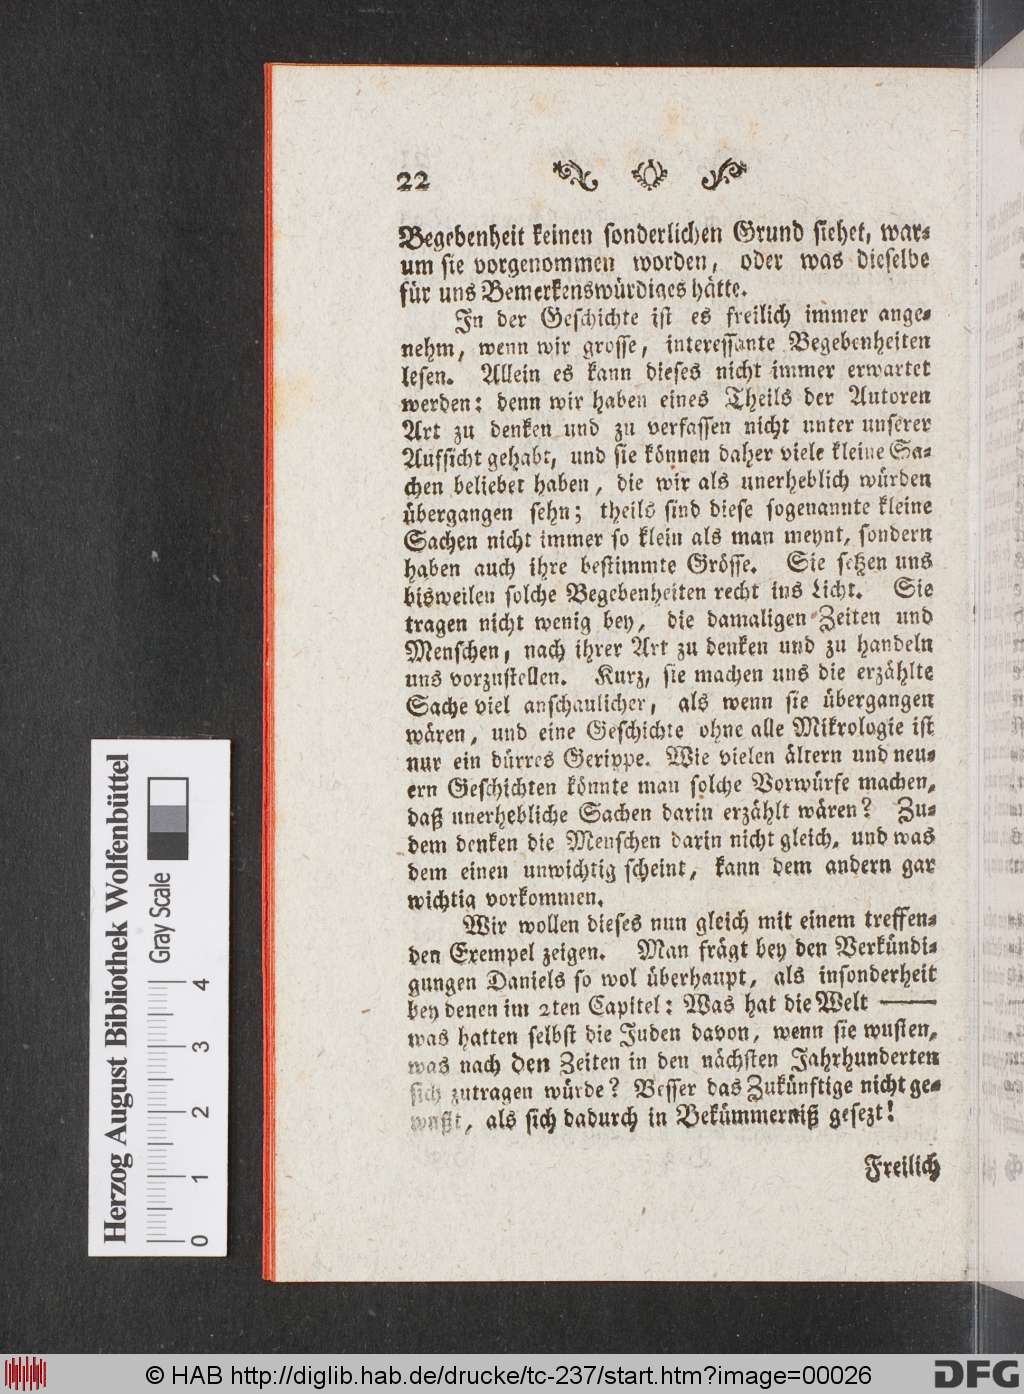 22
Begebenheit keinen sonderlichen Grund siehet, war-
um sie vorgenommen worden, oder was dieselbe
für uns Bemerkenswürdiges hätte.
In der Geschichte ist es freilich immer ange-
nehm, wenn wir grosse, interessante Begebenheiten
lesen. Allein es kann dieses nicht immer erwartet
werden: denn wir haben eines Theils der Autoren
Art zu denken und zu verfassen nicht unter unserer
Aufsicht gehabt, und sie können daher viele kleine Sa-
chen beliebet haben, die wir als unerheblich würden
übergangen sehn; theils sind diese sogenannte kleine
Sachen nicht immer so klein als man meynt, sondern
haben auch ihre bestimmte Grösse. Sie setzen uns
bisweilen solche Begebenheiten recht ins Licht. Sie
tragen nicht wenig bey, die damaligen Zeiten und
Menschen, nach ihrer Art zu denken und zu handeln
uns vorzustellen. Kurz, sie machen uns die erzählte
Sache viel anschaulicher, als wenn sie übergangen
wären, und eine Geschichte ohne alle Mikrologie ist
nur ein dürres Gerippe. Wie vielen ältern und neu-
ern Geschichten könnte man solche Vorwürfe machen,
daß unerhebliche Sachen darin erzählt wären? Zu-
dem denken die Menschen darin nicht gleich, und was
dem einen unwichtig scheint, kann dem andern gar
wichtig vorkommen.
Wir wollen dieses nun gleich mit einem treffen-
den Exempel zeigen. Man frägt bey den Verkündi-
gungen Daniels so wol überhaupt, als insonderheit
bey denen im 2ten Capitel: Was hat die Welt ——
was hatten selbst die Juden davon, wenn sie wusten,
was nach den Zeiten in den nächsten Jahrhunderten
sich zutragen würde? Besser das Zukünftige nicht ge-
wußt, als sich dadurch in Bekümmerniß gesezt!
Freilich
Herzog August Bibliothek Wolfenbüttel
Gray Scale
0 1 2 3 4
© HAB http://diglib.hab.de/drucke/tc-237/start.htm?image=00026
DFG